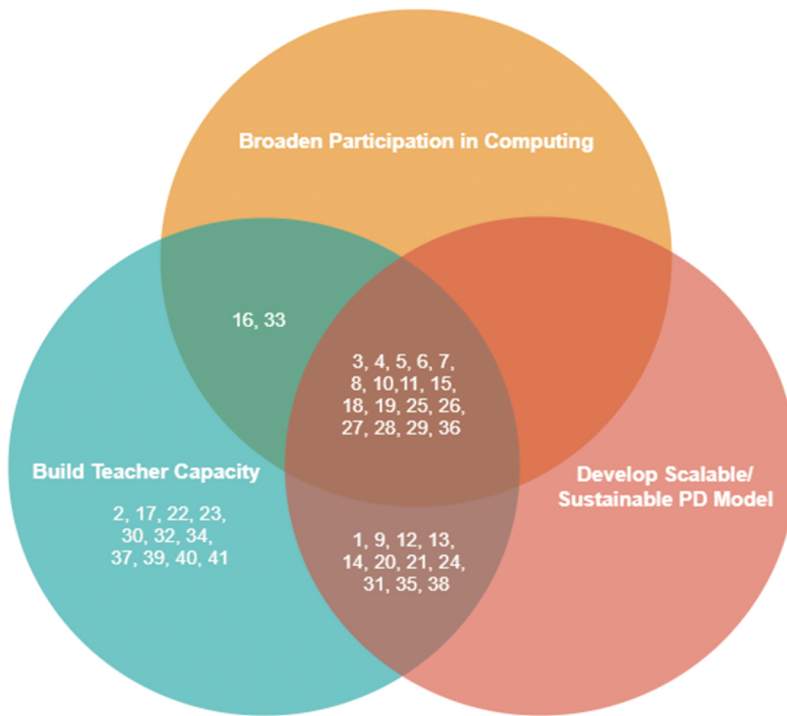 Broaden Participation in Computing
16, 33
3, 4, 5, 6, 7,
8, 10,11, 15,
18, 19, 25, 26,
27, 28, 29, 36
Build Teacher Capacity
2, 17, 22, 23,
30, 32, 34,
37, 39, 40, 41
Develop Scalable/
Sustainable PD Model
1, 9, 12, 13,
14, 20, 21, 24,
31, 35, 38